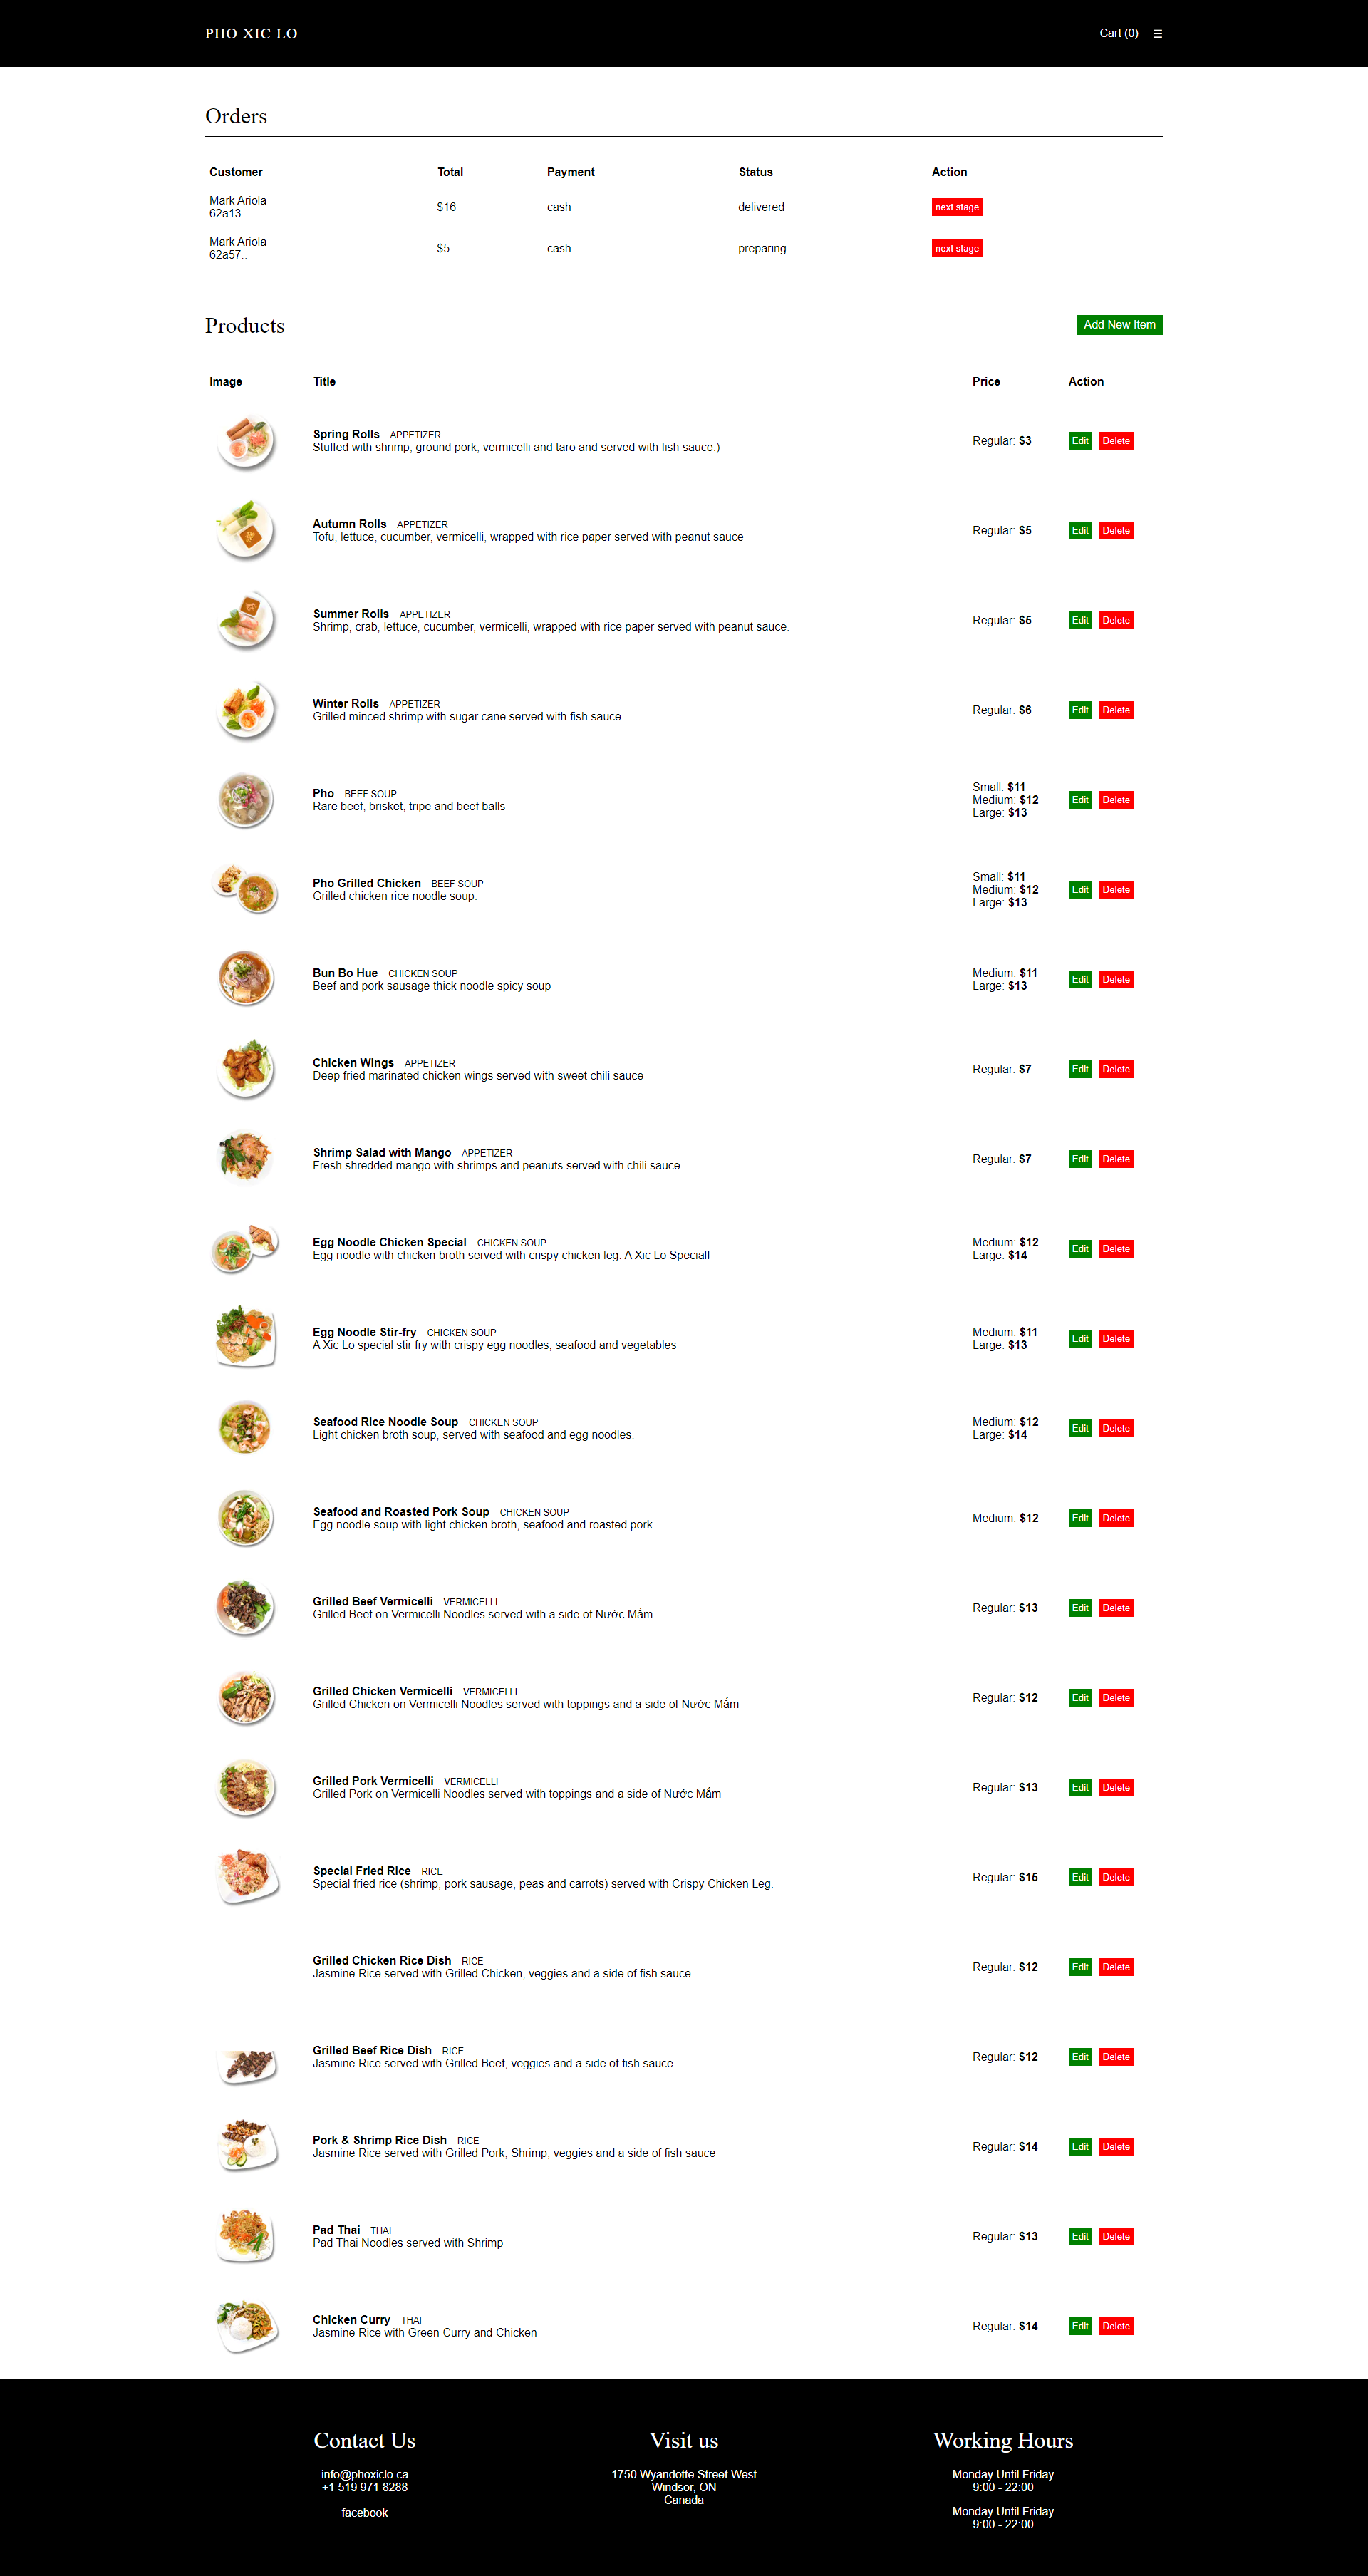 PHO XIC LO
Cart (0) ☰
Orders
Customer Total Payment Status Action
Mark Ariola
62a13..
$16 cash delivered next stage
Mark Ariola
62a57..
$5 cash preparing next stage
Products Add New Item
Image Title Price Action
Spring Rolls APPETIZER
Stuffed with shrimp, ground pork, vermicelli and taro and served with fish sauce.)
Regular: $3 Edit Delete
Autumn Rolls APPETIZER
Tofu, lettuce, cucumber, vermicelli, wrapped with rice paper served with peanut sauce
Regular: $5 Edit Delete
Summer Rolls APPETIZER
Shrimp, crab, lettuce, cucumber, vermicelli, wrapped with rice paper served with peanut sauce.
Regular: $5 Edit Delete
Winter Rolls APPETIZER
Grilled minced shrimp with sugar cane served with fish sauce.
Regular: $6 Edit Delete
Pho BEEF SOUP
Rare beef, brisket, tripe and beef balls
Small: $11
Medium: $12
Large: $13
Edit Delete
Pho Grilled Chicken BEEF SOUP
Grilled chicken rice noodle soup.
Small: $11
Medium: $12
Large: $13
Edit Delete
Bun Bo Hue CHICKEN SOUP
Beef and pork sausage thick noodle spicy soup
Medium: $11
Large: $13
Edit Delete
Chicken Wings APPETIZER
Deep fried marinated chicken wings served with sweet chili sauce
Regular: $7 Edit Delete
Shrimp Salad with Mango APPETIZER
Fresh shredded mango with shrimps and peanuts served with chili sauce
Regular: $7 Edit Delete
Egg Noodle Chicken Special CHICKEN SOUP
Egg noodle with chicken broth served with crispy chicken leg. A Xic Lo Special!
Medium: $12
Large: $14
Edit Delete
Egg Noodle Stir-fry CHICKEN SOUP
A Xic Lo special stir fry with crispy egg noodles, seafood and vegetables
Medium: $11
Large: $13
Edit Delete
Seafood Rice Noodle Soup CHICKEN SOUP
Light chicken broth soup, served with seafood and egg noodles.
Medium: $12
Large: $14
Edit Delete
Seafood and Roasted Pork Soup CHICKEN SOUP
Egg noodle soup with light chicken broth, seafood and roasted pork.
Medium: $12 Edit Delete
Grilled Beef Vermicelli VERMICELLI
Grilled Beef on Vermicelli Noodles served with a side of Nước Mắm
Regular: $13 Edit Delete
Grilled Chicken Vermicelli VERMICELLI
Grilled Chicken on Vermicelli Noodles served with toppings and a side of Nước Mắm
Regular: $12 Edit Delete
Grilled Pork Vermicelli VERMICELLI
Grilled Pork on Vermicelli Noodles served with toppings and a side of Nước Mắm
Regular: $13 Edit Delete
Special Fried Rice RICE
Special fried rice (shrimp, pork sausage, peas and carrots) served with Crispy Chicken Leg.
Regular: $15 Edit Delete
Grilled Chicken Rice Dish RICE
Jasmine Rice served with Grilled Chicken, veggies and a side of fish sauce
Regular: $12 Edit Delete
Grilled Beef Rice Dish RICE
Jasmine Rice served with Grilled Beef, veggies and a side of fish sauce
Regular: $12 Edit Delete
Pork & Shrimp Rice Dish RICE
Jasmine Rice served with Grilled Pork, Shrimp, veggies and a side of fish sauce
Regular: $14 Edit Delete
Pad Thai THAI
Pad Thai Noodles served with Shrimp
Regular: $13 Edit Delete
Chicken Curry THAI
Jasmine Rice with Green Curry and Chicken
Regular: $14 Edit Delete
Contact Us
info@phoxiclo.ca
+1 519 971 8288
facebook
Visit us
1750 Wyandotte Street West
Windsor, ON
Canada
Working Hours
Monday Until Friday
9:00 - 22:00
Monday Until Friday
9:00 - 22:00